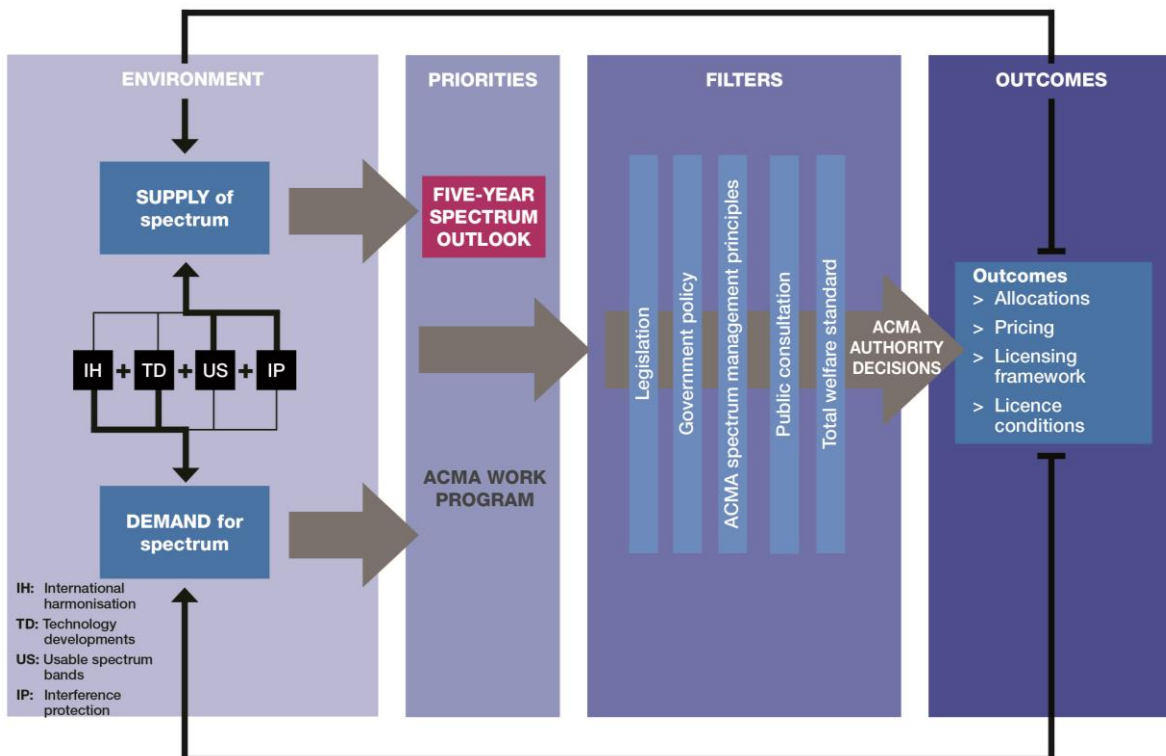 ENVIRONMENT
SUPPLY of
spectrum
IH + TD + US + IP
DEMAND for
spectrum
IH: International
harmonisation
TD: Technology
developments
US: Usable spectrum
bands
IP: Interference
protection
PRIORITIES
FIVE-YEAR
SPECTRUM
OUTLOOK
ACMA WORK
PROGRAM
FILTERS
Legislation
Government policy
ACMA spectrum management principles
Public consultation
Total welfare standard
ACMA
AUTHORITY
DECISIONS
OUTCOMES
Outcomes
> Allocations
> Pricing
> Licensing
framework
> Licence
conditions